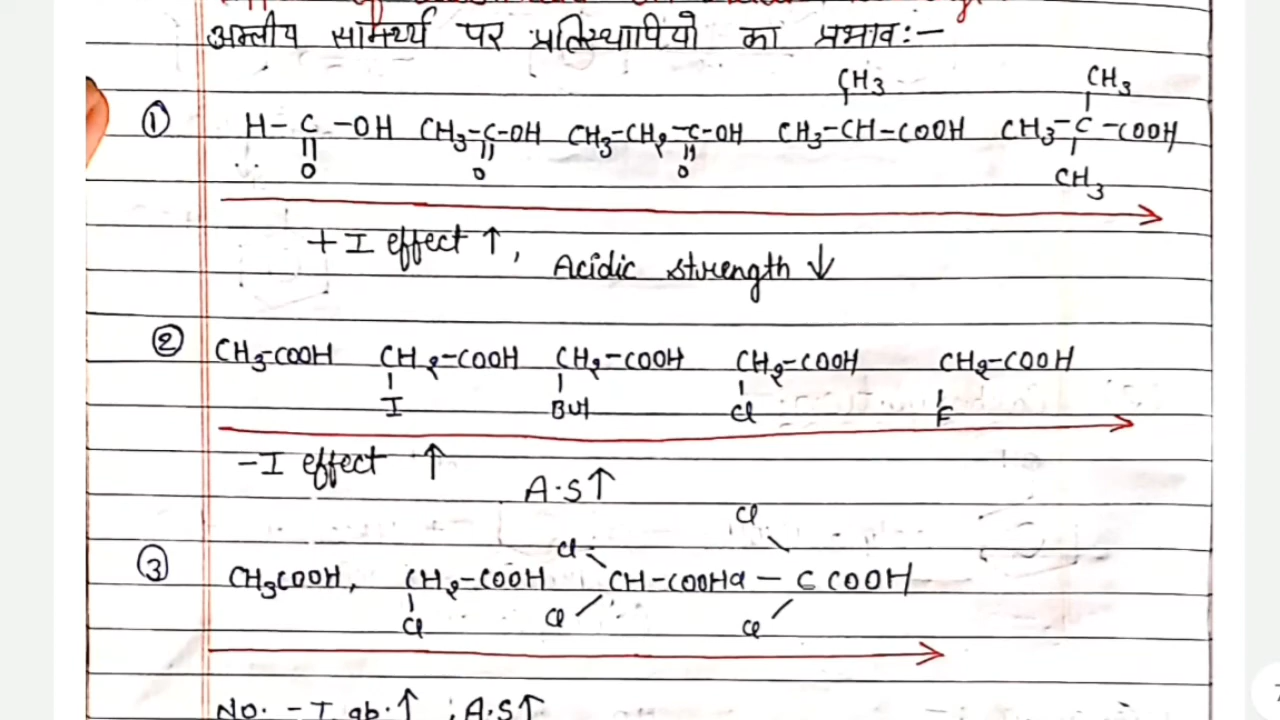 अम्लीय सामर्थ्य पर प्रतिस्थापियो का प्रभाव:-
CH3 CH3
① H-C-OH CH3-C-OH CH3-CH2-C-OH CH3-CH-COOH CH3-C-COOH
O O O CH3
+I effect ↑, Acidic strength ↓
② CH3-COOH CH2-COOH CH2-COOH CH2-COOH CH2-COOH
I Br Cl F
-I effect ↑ A.S↑
Cl
Cl
③ CH3COOH, CH2-COOH CH-COOH Cl-CCOOH
Cl Cl Cl
No. -I gb.↑, A.S↑